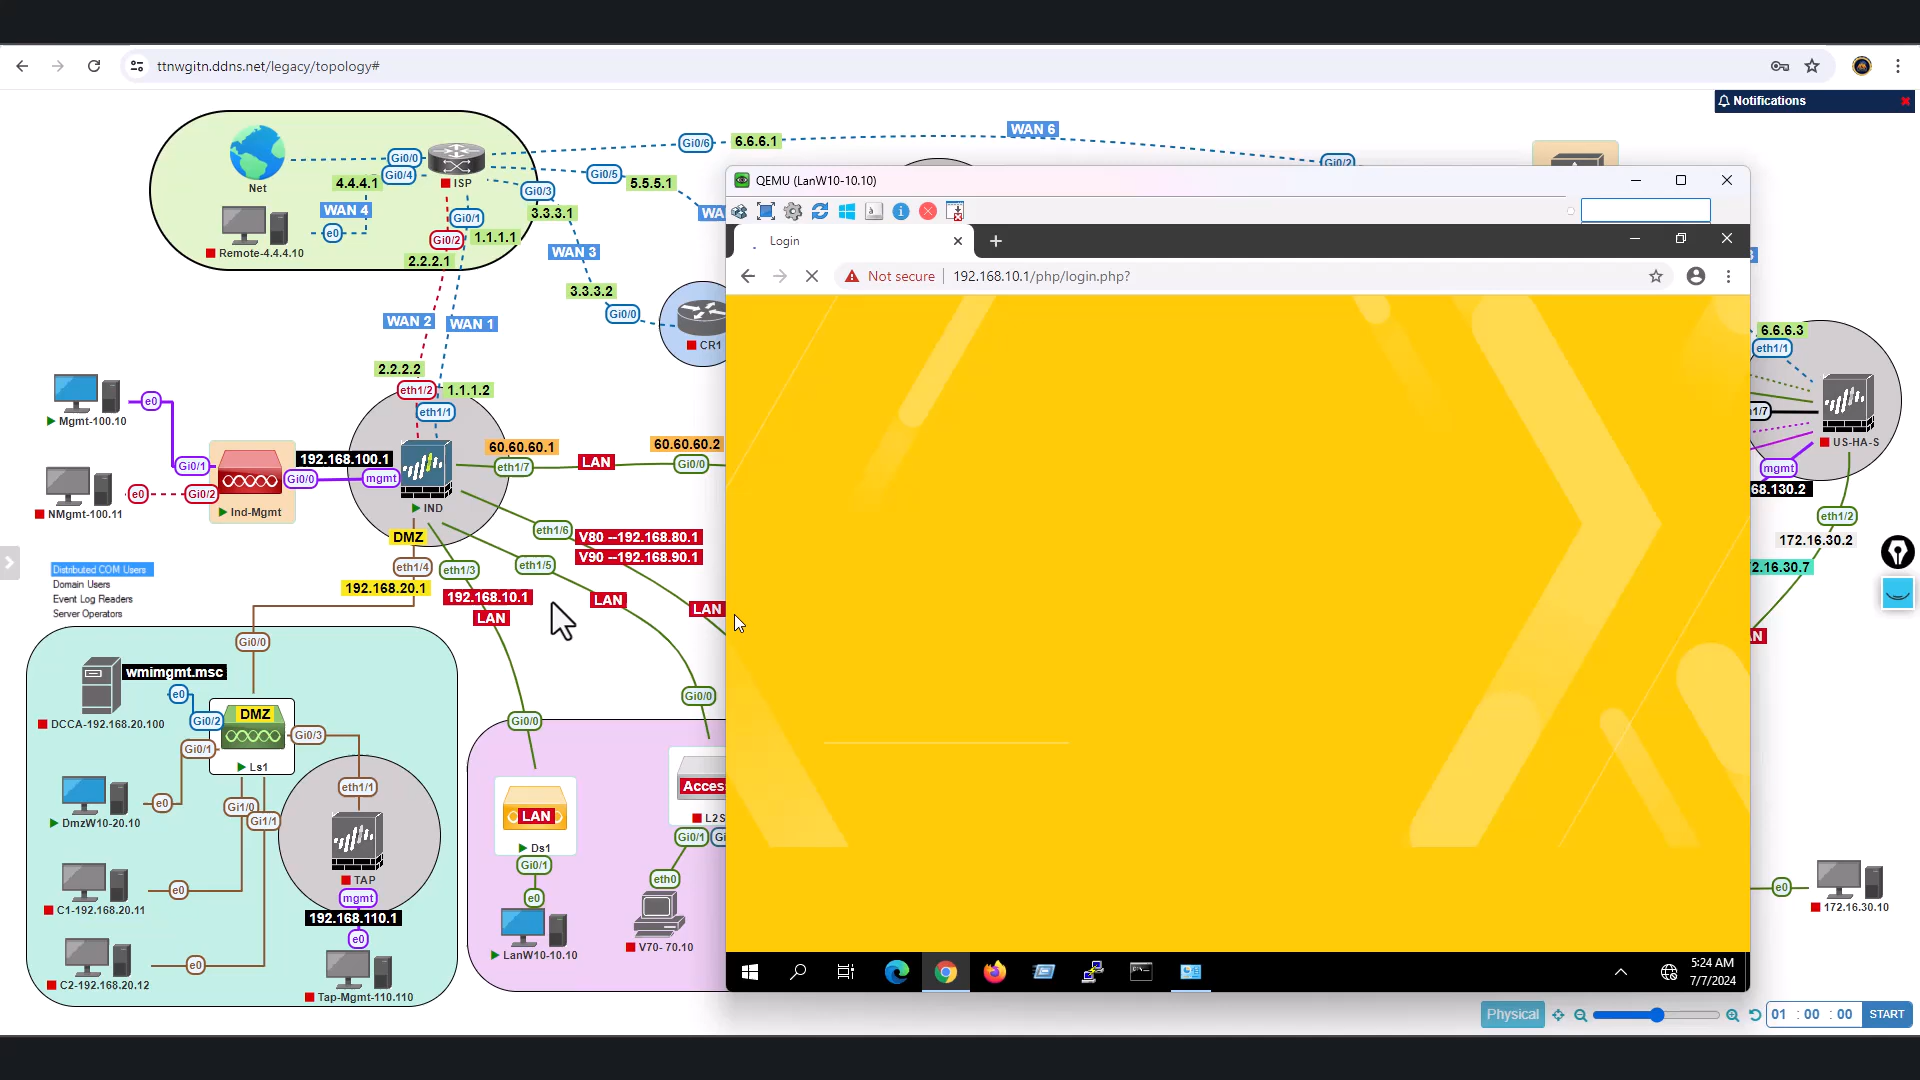 ttnwgitn.ddns.net/legacy/topology#
Notifications
Net
Gi0/0
Gi0/4
4.4.4.1
ISP
WAN 4
e0
Remote-4.4.4.10
Gi0/1
Gi0/2
1.1.1.1
2.2.2.1
Gi0/3
3.3.3.1
Gi0/5
5.5.5.1
Gi0/6
6.6.6.1
WAN 6
Gi0/2
WA
WAN 3
3.3.3.2
Gi0/0
CR1
WAN 2
WAN 1
2.2.2.2
eth1/2
1.1.1.2
eth1/1
Mgmt-100.10
e0
Gi0/1
192.168.100.1
Gi0/0
mgmt
NMgmt-100.11
e0
Gi0/2
Ind-Mgmt
IND
60.60.60.1
eth1/7
LAN
60.60.60.2
Gi0/0
DMZ
eth1/4
192.168.20.1
eth1/3
192.168.10.1
LAN
eth1/5
LAN
eth1/6
V80 --192.168.80.1
V90 --192.168.90.1
LAN
Distributed COM Users
Domain Users
Event Log Readers
Server Operators
Gi0/0
wmimgmt.msc
e0
DCCA-192.168.20.100
Gi0/2
DMZ
Gi0/1
Gi0/3
Ls1
DmzW10-20.10
e0
Gi1/0
Gi1/1
eth1/1
C1-192.168.20.11
e0
TAP
mgmt
192.168.110.1
e0
C2-192.168.20.12
e0
Tap-Mgmt-110.110
Gi0/0
LAN
Ds1
Gi0/1
e0
LanW10-10.10
Gi0/0
Acces
L2S
Gi0/1
Gi
eth0
V70- 70.10
QEMU (LanW10-10.10)
Login
Not secure
192.168.10.1/php/login.php?
5:24 AM
7/7/2024
6.6.6.3
eth1/1
1/7
US-HA-S
mgmt
68.130.2
eth1/2
172.16.30.2
2.16.30.7
e0
172.16.30.10
Physical
01 : 00 : 00
START